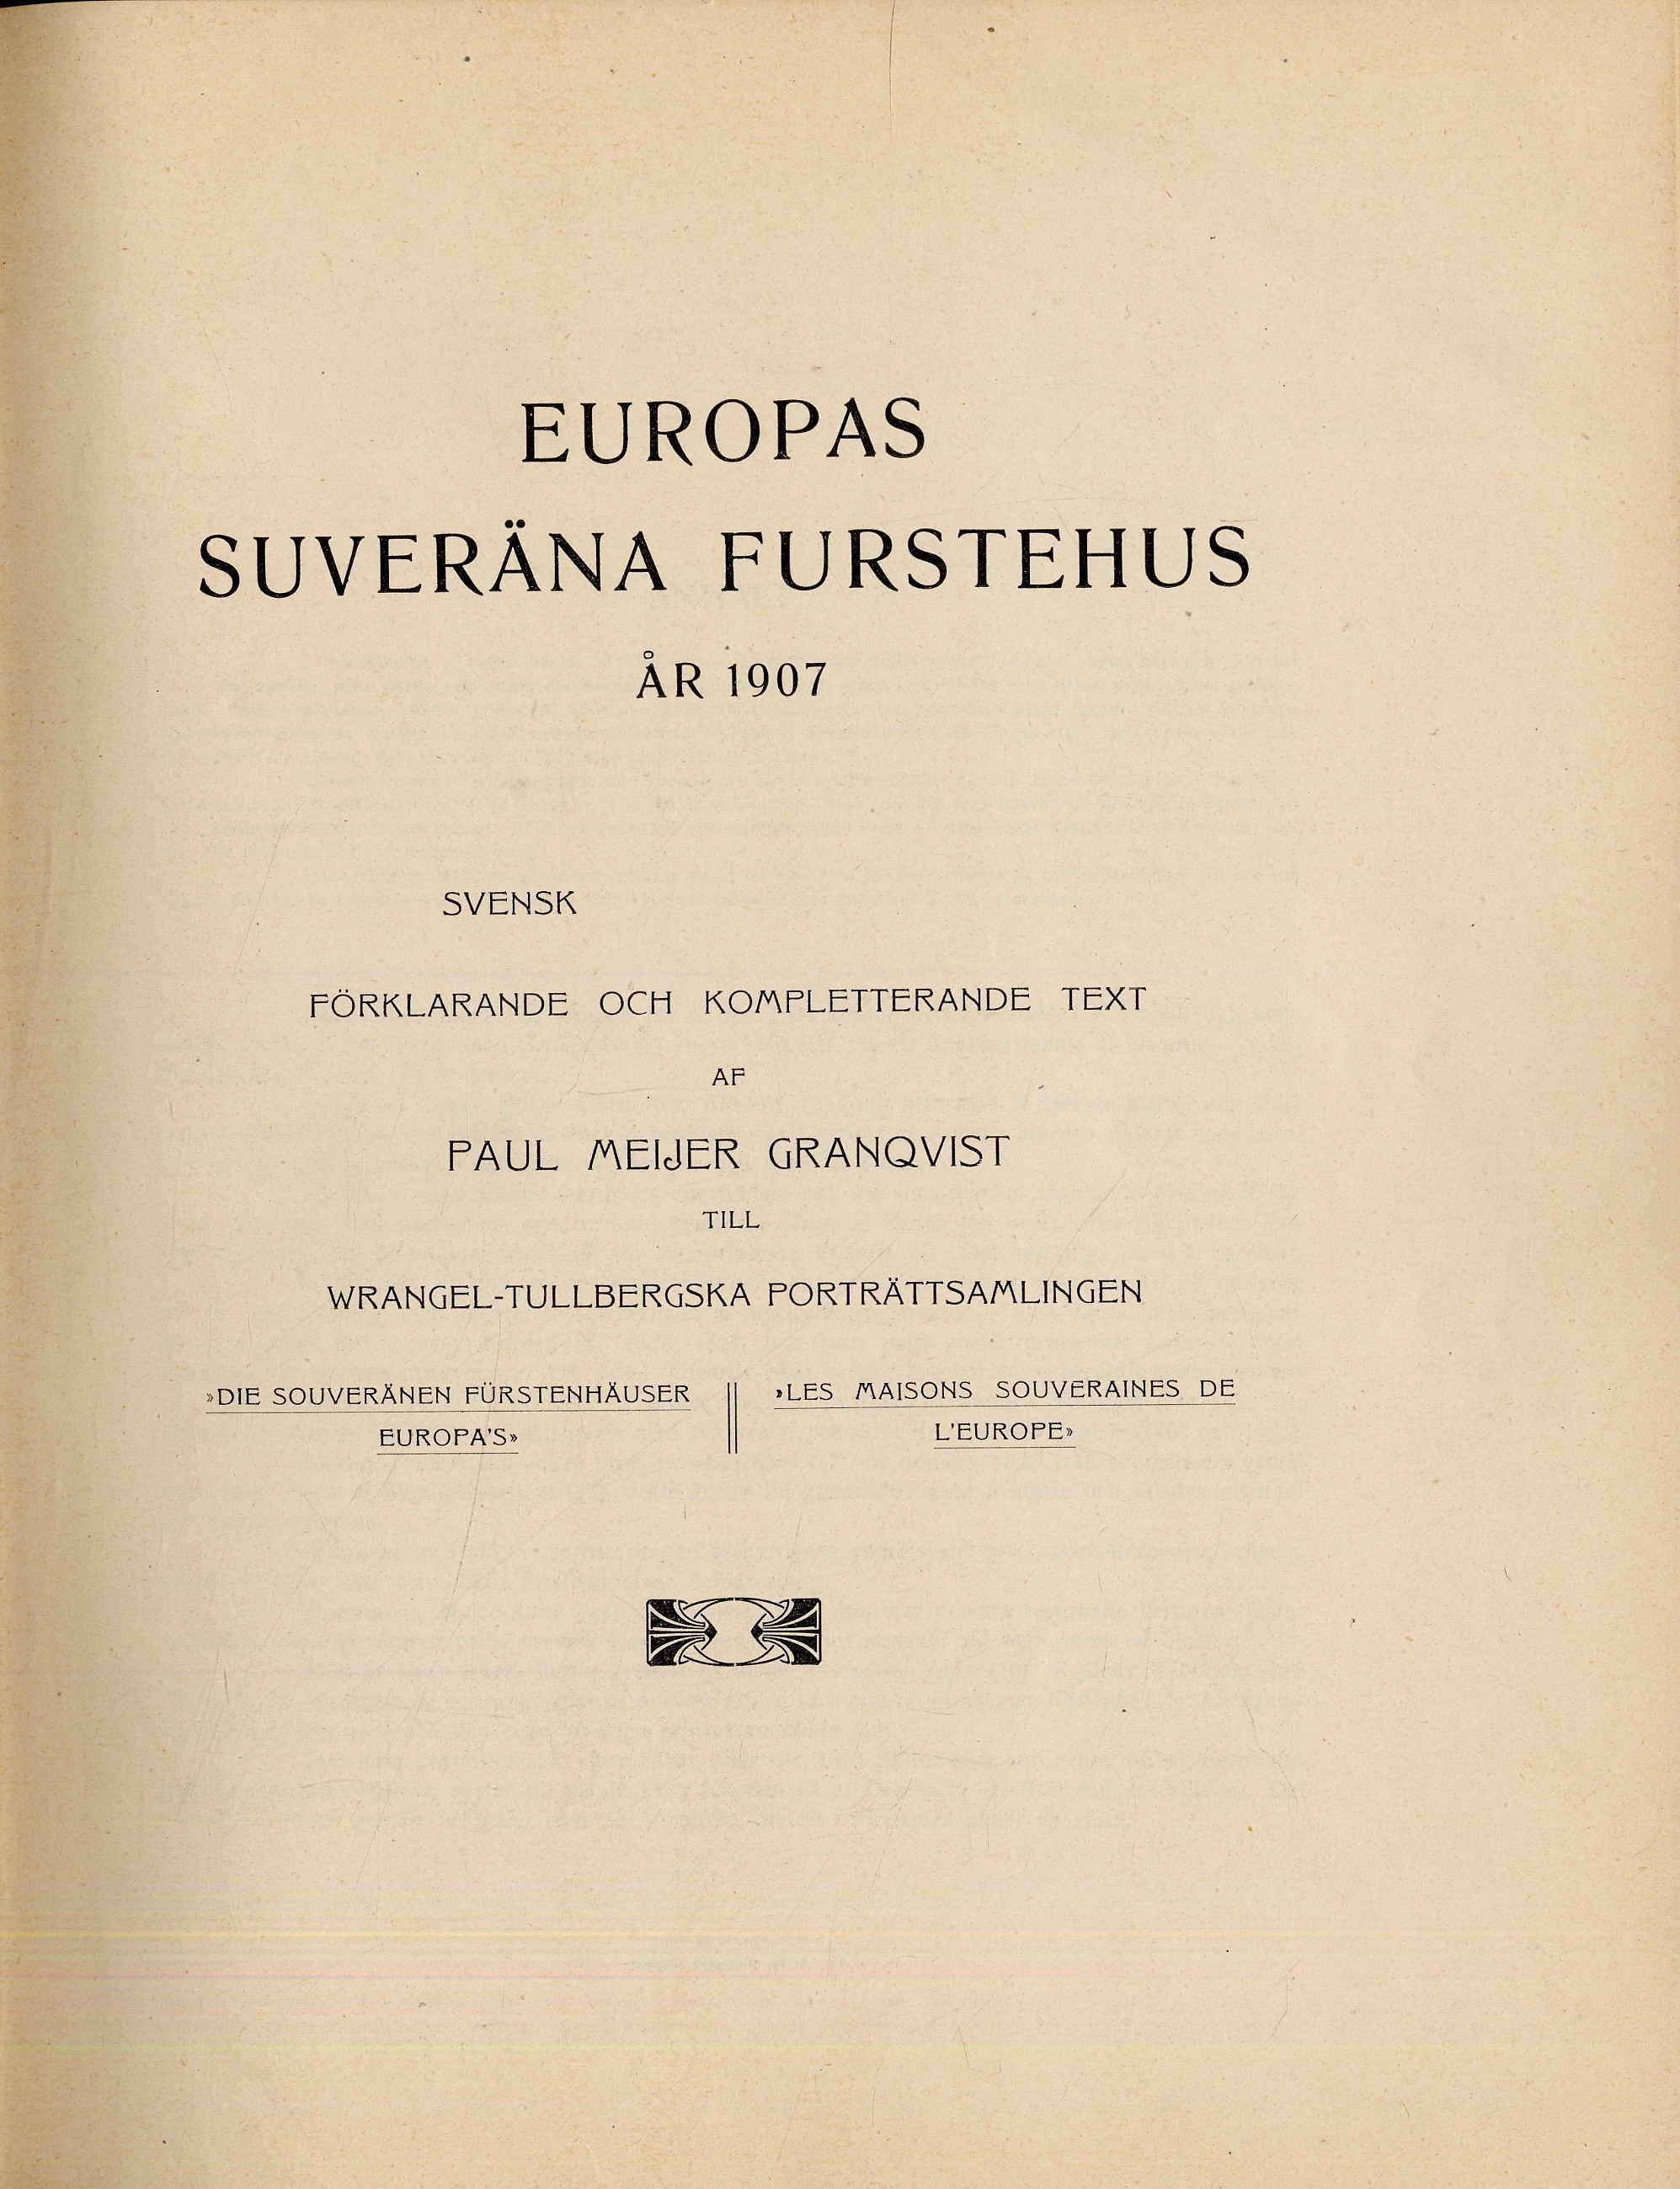 EUROPAS
SUVERÄNA FURSTEHUS
ÅR 1907
SVENSK
FÖRKLARANDE OCH KOMPLETTERANDE TEXT
AF
PAUL MEIJER GRANQVIST
TILL
WRANGEL-TULLBERGSKA PORTRÄTTSAMLINGEN
»DIE SOUVERÄNEN FÜRSTENHÄUSER
EUROPA'S»
»LES MAISONS SOUVERAINES DE
L'EUROPE»